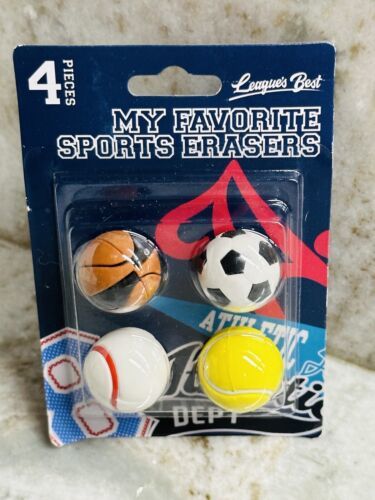 4 PIECES
League's Best
MY FAVORITE
SPORTS ERASERS
ATHLETIC
DEPT